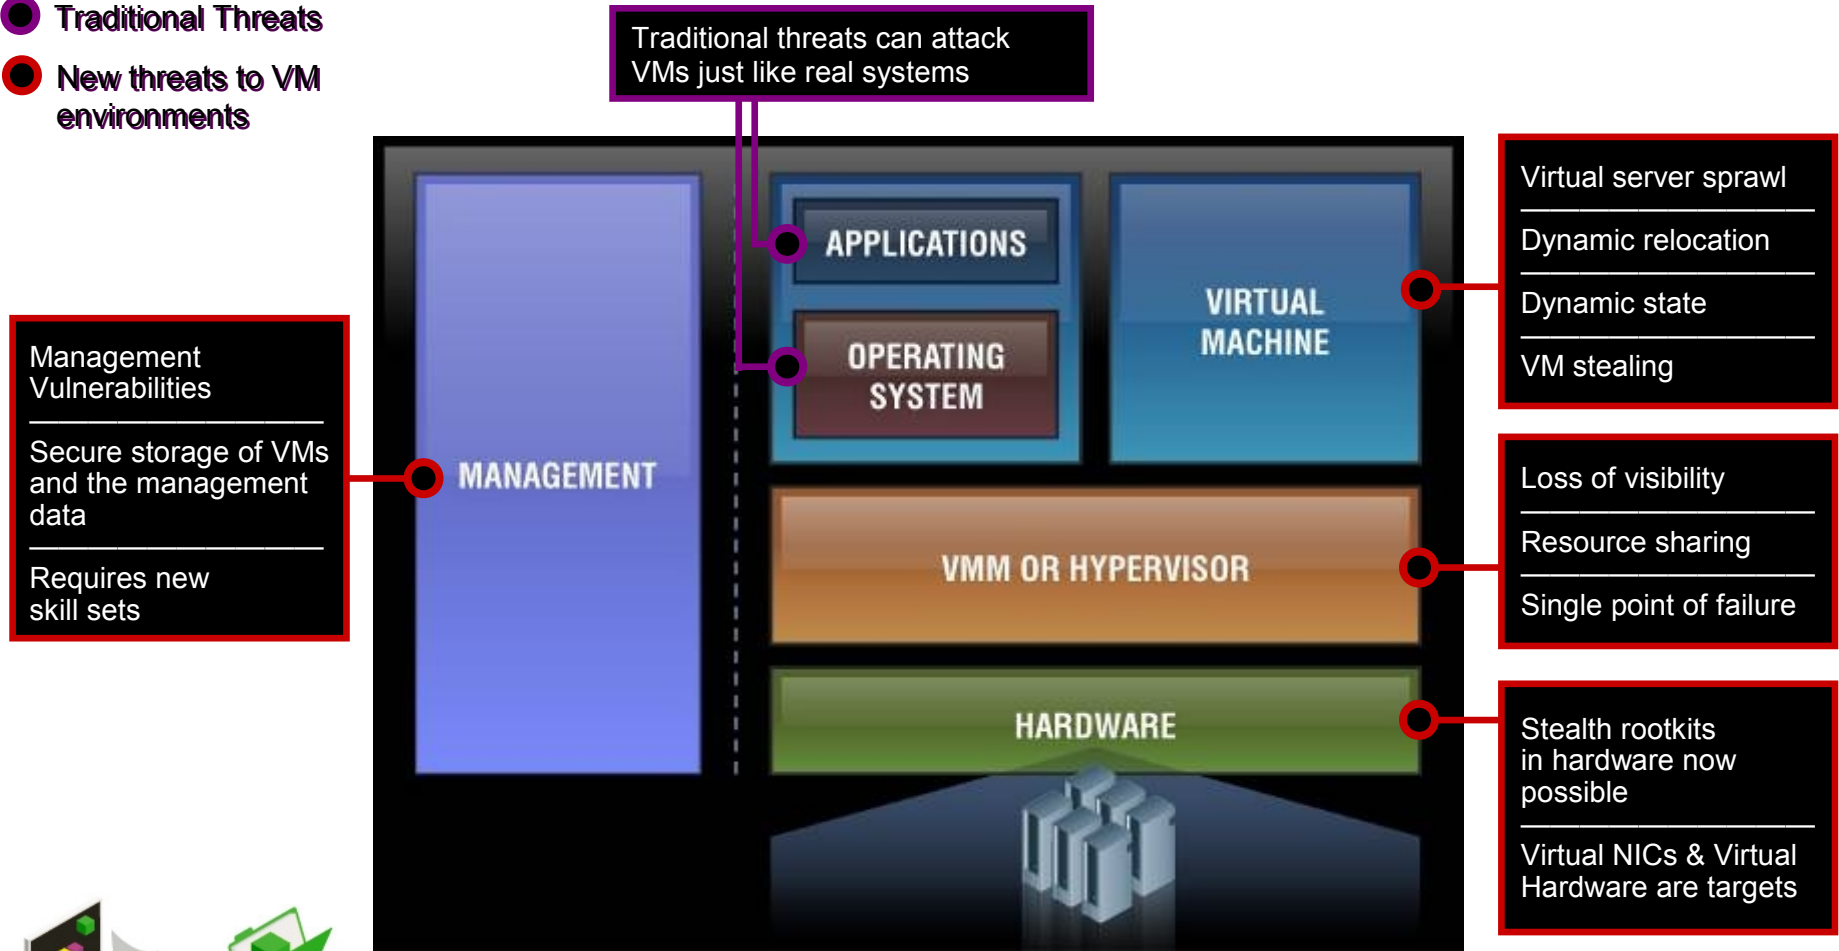 Traditional Threats
New threats to VM
environments
Traditional threats can attack
VMs just like real systems
MANAGEMENT
APPLICATIONS
OPERATING
SYSTEM
VIRTUAL
MACHINE
VMM OR HYPERVISOR
HARDWARE
Management
Vulnerabilities
Secure storage of VMs
and the management
data
Requires new
skill sets
Virtual server sprawl
Dynamic relocation
Dynamic state
VM stealing
Loss of visibility
Resource sharing
Single point of failure
Stealth rootkits
in hardware now
possible
Virtual NICs & Virtual
Hardware are targets